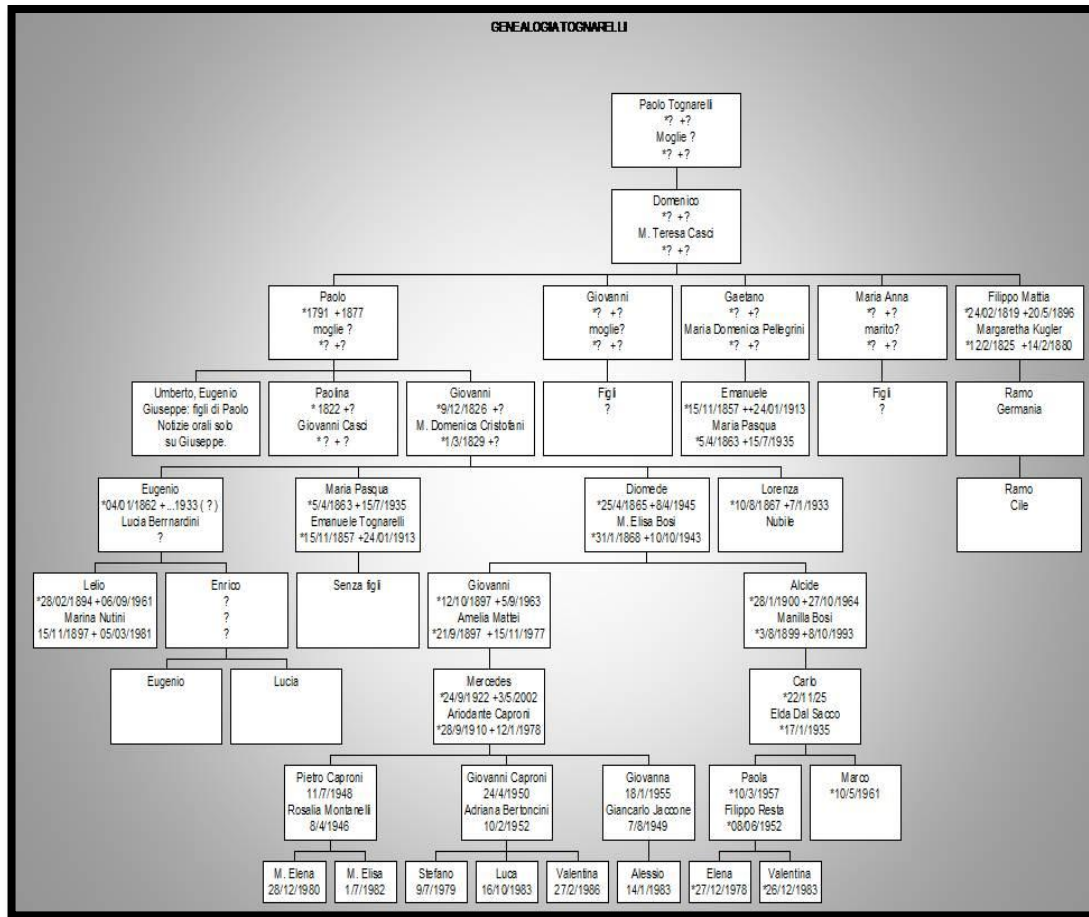 GENEALOGIA TOGNARELLI
Paolo Tognarelli
*? +?
Moglie ?
*? +?
Domenico
*? +?
M. Teresa Casci
*? +?
Paolo
*1791 +1877
moglie ?
*? +?
Giovanni
*? +?
moglie?
*? +?
Gaetano
*? +?
Maria Domenica Pellegrini
*? +?
Maria Anna
*? +?
marito?
*? +?
Filippo Mattia
*24/02/1819 +20/5/1896
Margaretha Kugler
*12/2/1825 +14/2/1880
Umberto, Eugenio
Giuseppe: figli di Paolo
Notizie orali solo
su Giuseppe.
Paolina
* 1822 +?
Giovanni Casci
* ? + ?
Giovanni
*9/12/1826 +?
M. Domenica Cristofani
*1/3/1829 +?
Figli
?
Emanuele
*15/11/1857 ++24/01/1913
Maria Pasqua
*5/4/1863 +15/7/1935
Figli
?
Ramo
Germania
Eugenio
*04/01/1862 +...1933 ( ? )
Lucia Berrnardini
?
Maria Pasqua
*5/4/1863 +15/7/1935
Emanuele Tognarelli
*15/11/1857 +24/01/1913
Diomede
*25/4/1865 +8/4/1945
M. Elisa Bosi
*31/1/1868 +10/10/1943
Lorenza
*10/8/1867 +7/1/1933
Nubile
Ramo
Cile
Lelio
*28/02/1894 +06/09/1961
Marina Nutini
15/11/1897 + 05/03/1981
Enrico
?
?
?
Senza figli
Giovanni
*12/10/1897 +5/9/1963
Amelia Mattei
*21/9/1897 +15/11/1977
Alcide
*28/1/1900 +27/10/1964
Manilla Bosi
*3/8/1899 +8/10/1993
Eugenio
Lucia
Mercedes
*24/9/1922 +3/5/2002
Ariodante Caproni
*28/9/1910 +12/1/1978
Carlo
*22/11/25
Elda Dal Sacco
*17/1/1935
Pietro Caproni
11/7/1948
Rosalia Montanelli
8/4/1946
Giovanni Caproni
24/4/1950
Adriana Bertoncini
10/2/1952
Giovanna
18/1/1955
Giancarlo Jaccone
7/8/1949
Paola
*10/3/1957
Filippo Resta
*08/06/1952
Marco
*10/5/1961
M. Elena
28/12/1980
M. Elisa
1/7/1982
Stefano
9/7/1979
Luca
16/10/1983
Valentina
27/2/1986
Alessio
14/1/1983
Elena
*27/12/1978
Valentina
*26/12/1983